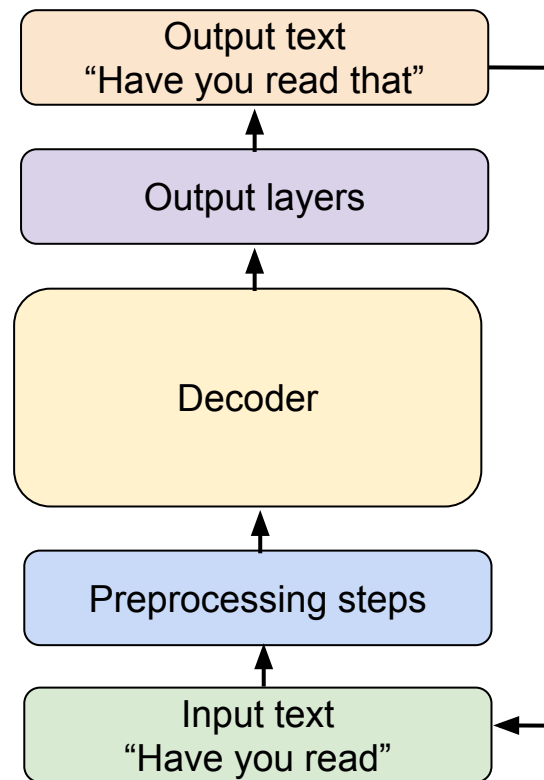 Output text
“Have you read that”
Output layers
Decoder
Preprocessing steps
Input text
“Have you read”